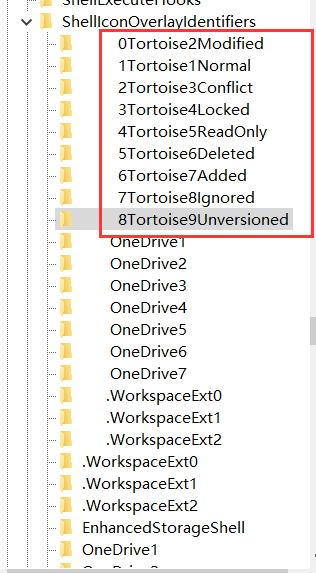 ShellExecuteHooks
ShellIconOverlayIdentifiers
0Tortoise2Modified
1Tortoise1Normal
2Tortoise3Conflict
3Tortoise4Locked
4Tortoise5ReadOnly
5Tortoise6Deleted
6Tortoise7Added
7Tortoise8Ignored
8Tortoise9Unversioned
OneDrive1
OneDrive2
OneDrive3
OneDrive4
OneDrive5
OneDrive6
OneDrive7
.WorkspaceExt0
.WorkspaceExt1
.WorkspaceExt2
.WorkspaceExt0
.WorkspaceExt1
.WorkspaceExt2
EnhancedStorageShell
OneDrive1